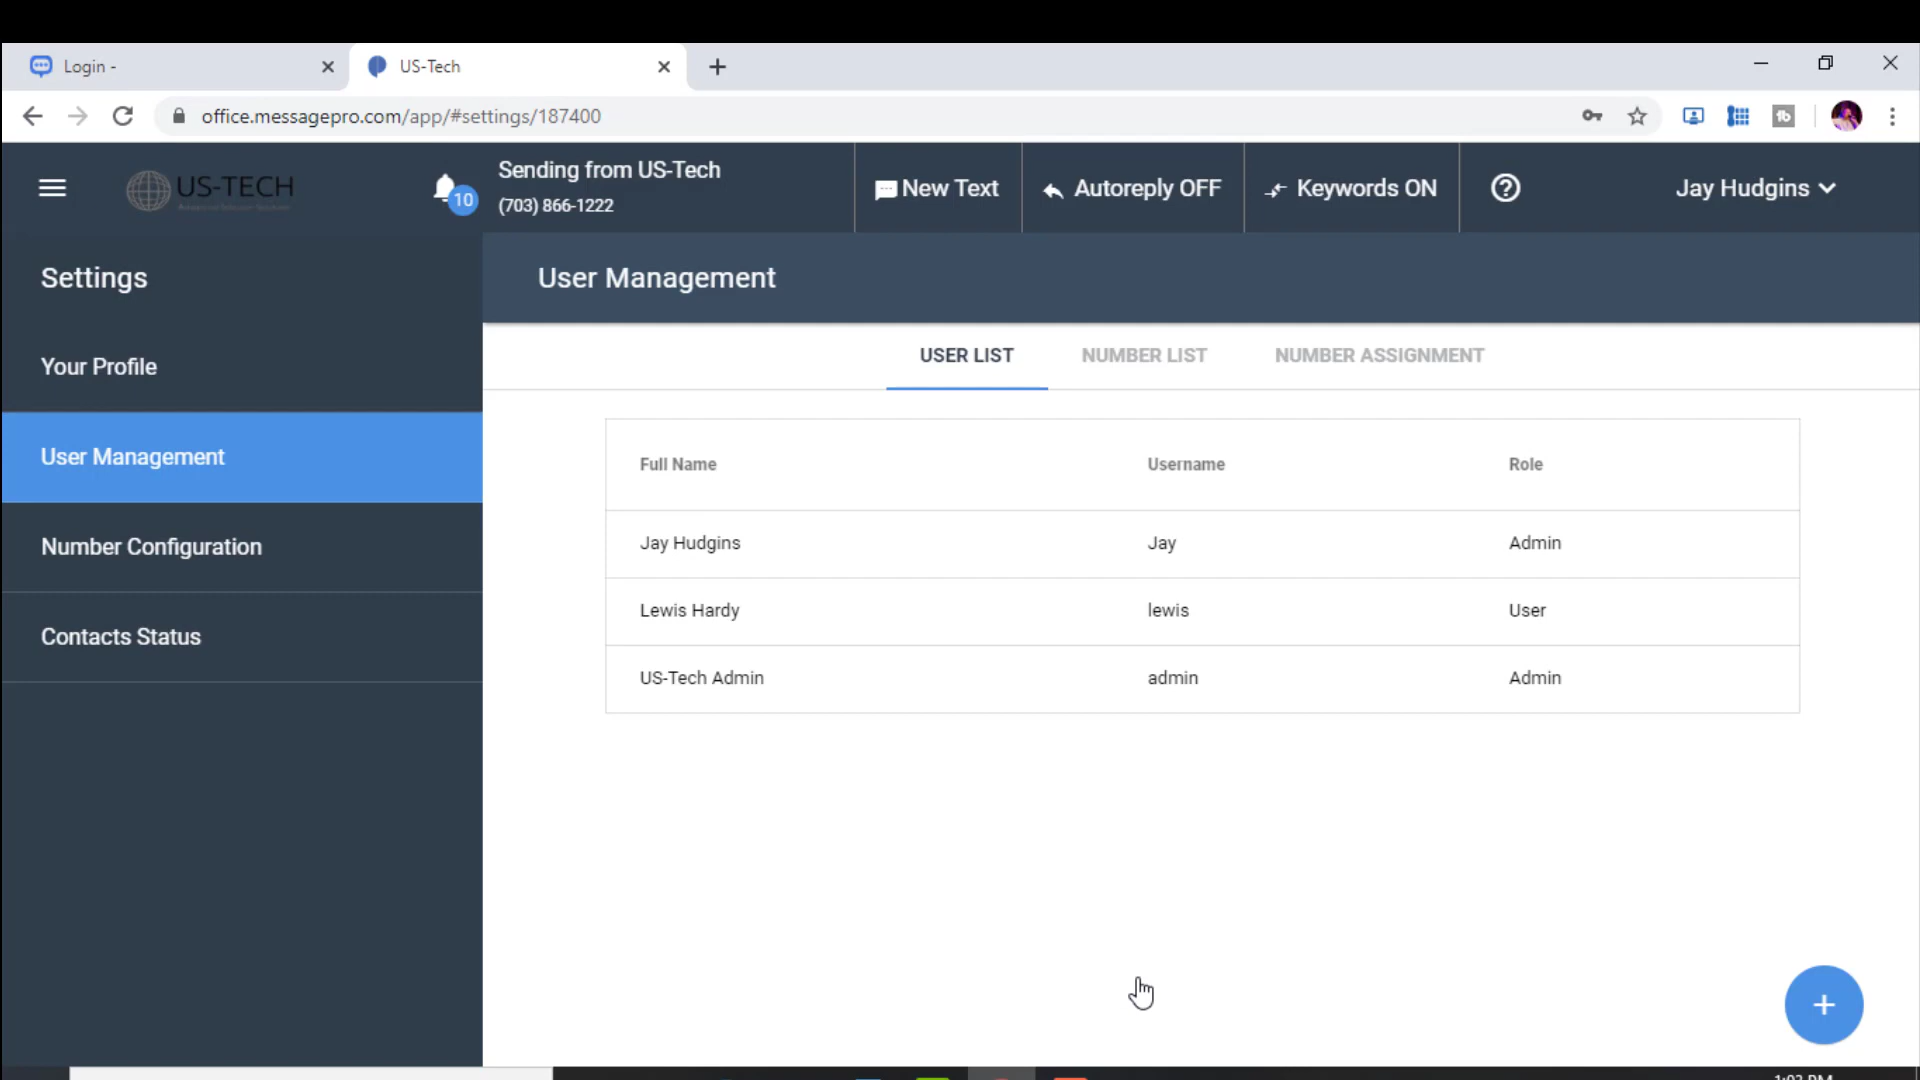 Login -
US-Tech
office.messagepro.com/app/#settings/187400
US-TECH
10
Sending from US-Tech
(703) 866-1222
New Text
Autoreply OFF
Keywords ON
Jay Hudgins
Settings
User Management
Your Profile
User Management
Number Configuration
Contacts Status
USER LIST NUMBER LIST NUMBER ASSIGNMENT
Full Name Username Role
Jay Hudgins Jay Admin
Lewis Hardy lewis User
US-Tech Admin admin Admin